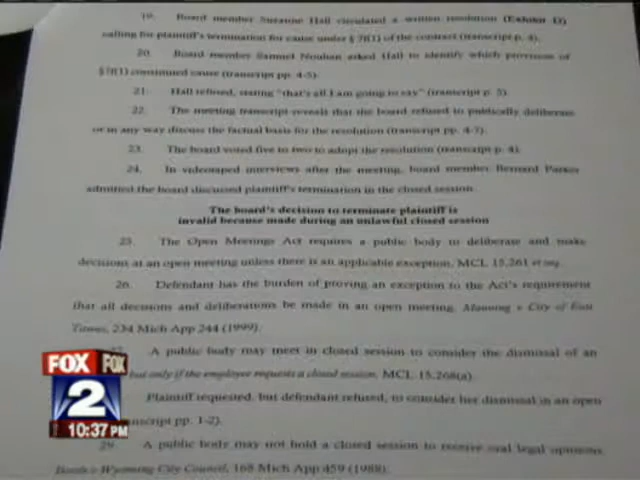 19. Board member Suzanne Hall circulated a written resolution (Exhibit D)
calling for plaintiff's termination for cause under § 7(f)(1) of the contract (transcript p. 4).
20. Board member Samuel Nouhan asked Hall to identify which provision of
constituted cause (transcript pp. 4-5).
21. Hall refused, stating "that's all I am going to say" (transcript p. 5).
22. The meeting transcript reveals that the board refused to publically deliberate
or in any way discuss the factual basis for the resolution (transcript pp. 4-7).
23. The board voted five to two to adopt the resolution (transcript p. 4).
24. In videotaped interviews after the meeting, board member Bernard Parker
admitted the board discussed plaintiff's termination in the closed session.
The board's decision to terminate plaintiff is
invalid because made during an unlawful closed session
25. The Open Meetings Act requires a public body to deliberate and make
decisions at an open meeting unless there is an applicable exception. MCL 15.261 et seq.
26. Defendant has the burden of proving an exception to the Act's requirement
that all decisions and deliberations be made in an open meeting. Manning v City of East
Tawas, 234 Mich App 244 (1999).
A public body may meet in closed session to consider the dismissal of an
but only if the employee requests a closed session. MCL 15.268(a).
Plaintiff requested, but defendant refused, to consider her dismissal in an open
pp. 1-2).
29. A public body may not hold a closed session to receive oral legal opinions.
Booth v Wyoming City Council, 168 Mich App 459 (1988).
FOX FOX
2
10:37 PM